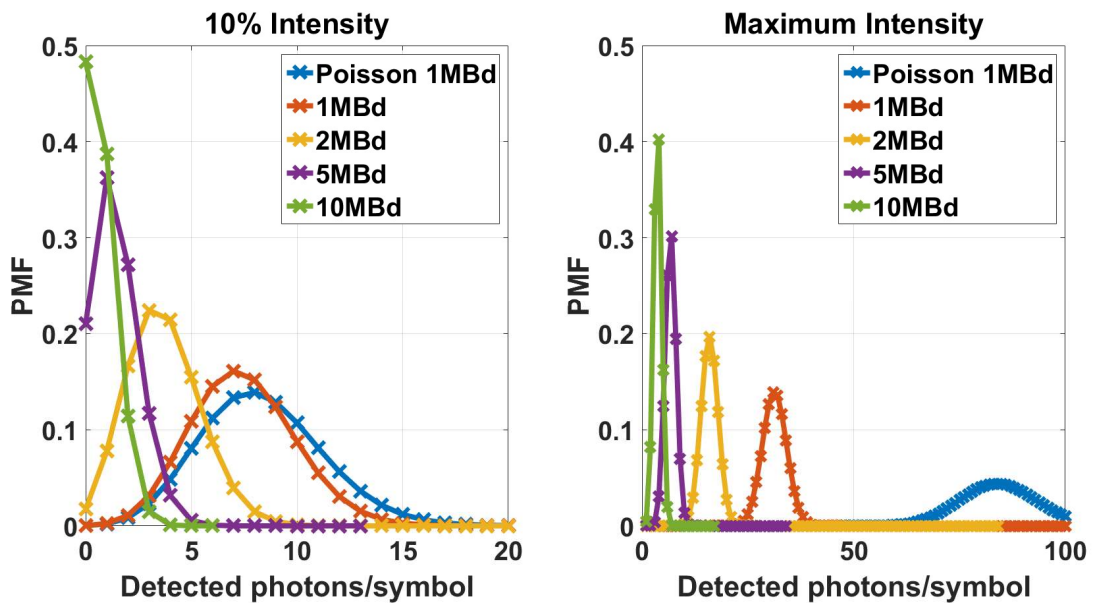 10% Intensity
0.5
0.4
0.3
0.2
0.1
0
PMF
0 5 10 15 20
Detected photons/symbol
Poisson 1MBd
1MBd
2MBd
5MBd
10MBd
Maximum Intensity
0.5
0.4
0.3
0.2
0.1
0
PMF
0 50 100
Detected photons/symbol
Poisson 1MBd
1MBd
2MBd
5MBd
10MBd